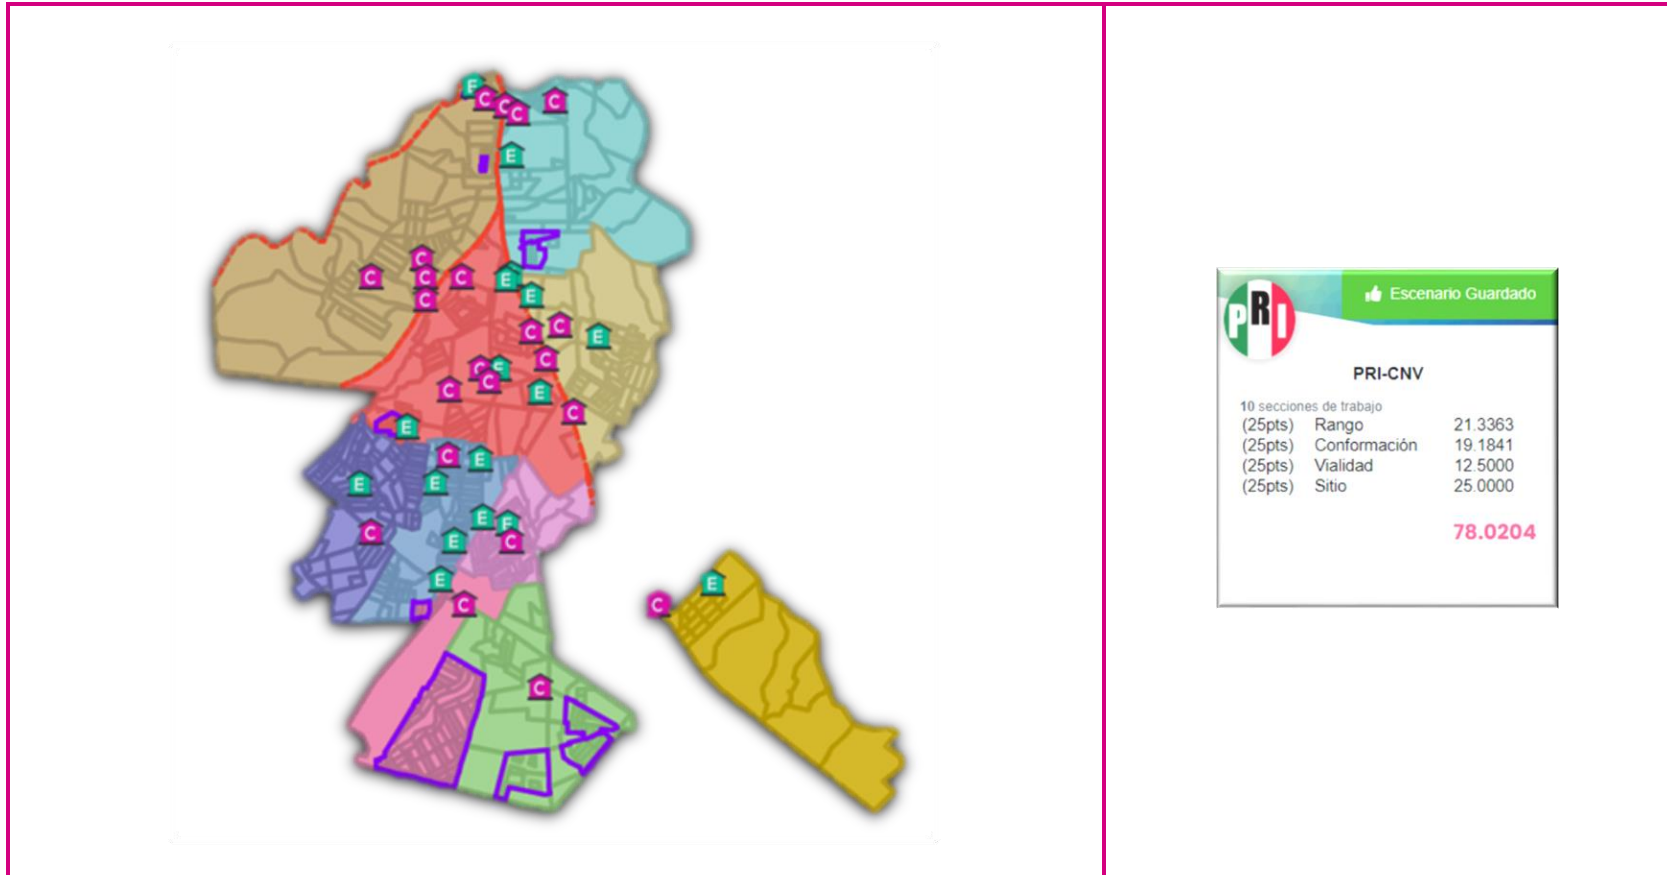 E C C C C
E
C
C C C E
C E
C C E
C
C E
C C E
C
E
C E
E E
C E E
E C
E E
C C
C
PRI
Escenario Guardado
PRI-CNV
10 secciones de trabajo
(25pts) Rango 21.3363
(25pts) Conformación 19.1841
(25pts) Vialidad 12.5000
(25pts) Sitio 25.0000
78.0204